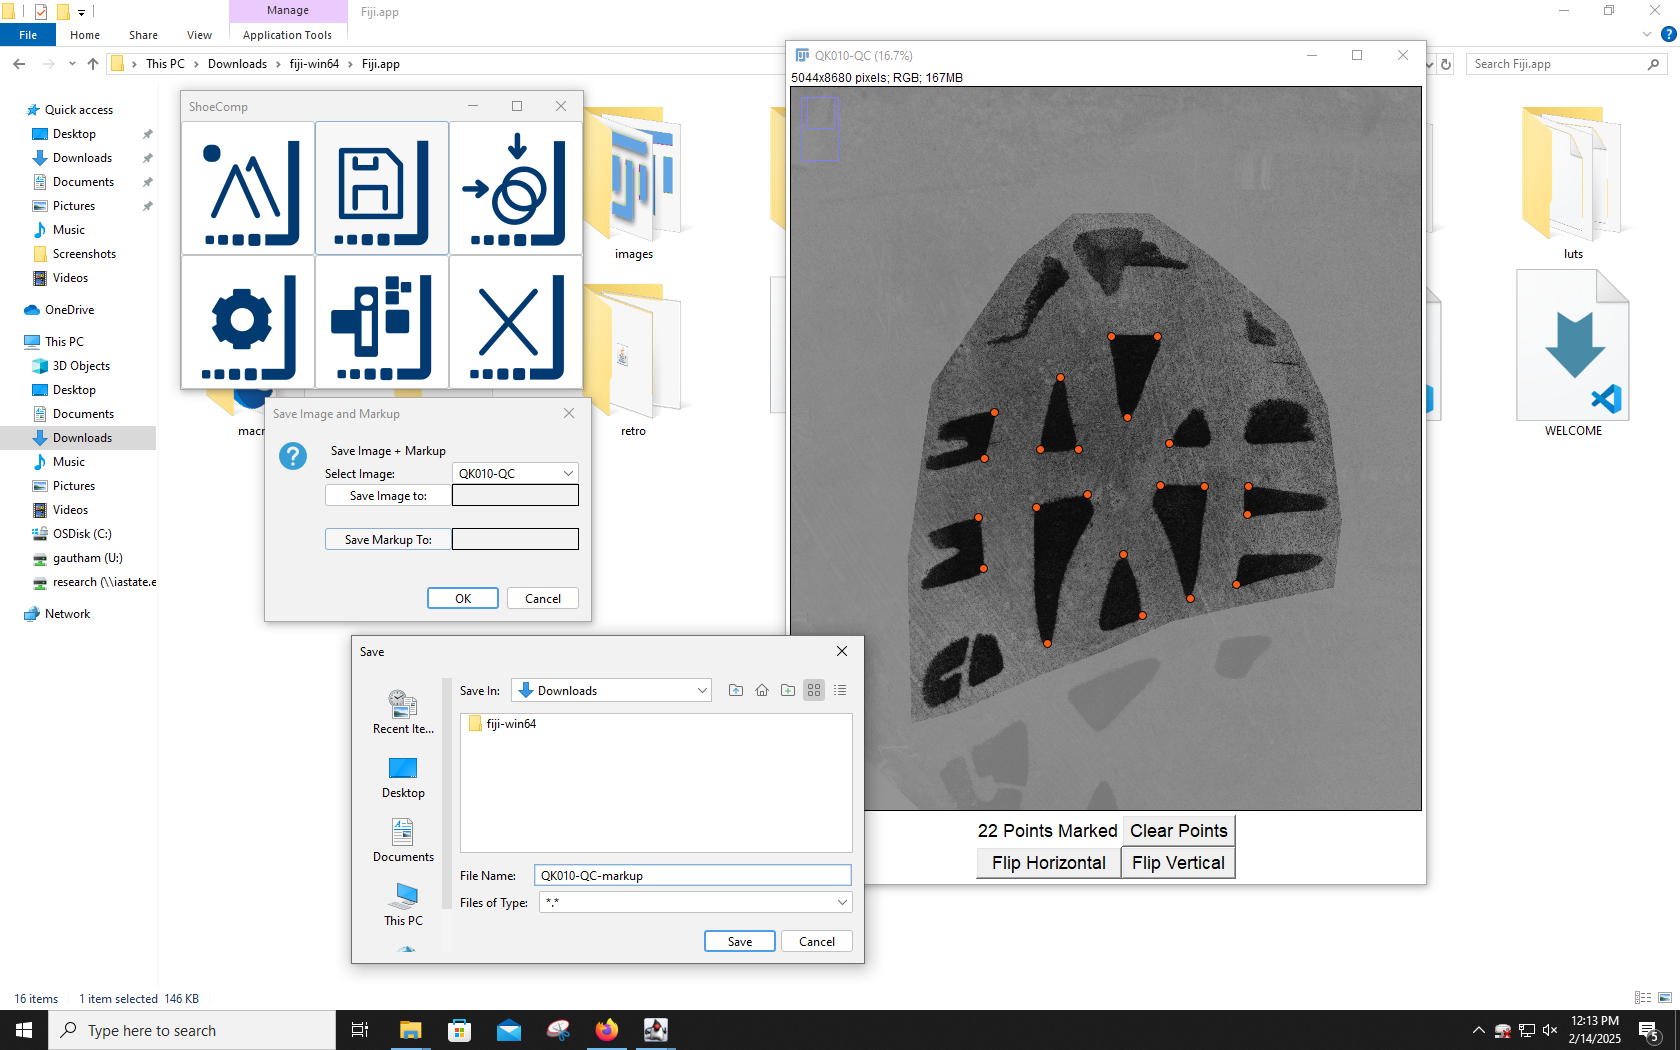 Manage
Fiji.app
File
Home
Share
View
Application Tools
This PC
Downloads
fiji-win64
Fiji.app
Search Fiji.app
Quick access
Desktop
Downloads
Documents
Pictures
Music
Screenshots
Videos
OneDrive
This PC
3D Objects
Desktop
Documents
Downloads
Music
Pictures
Videos
OSDisk (C:)
gautham (U:)
research (\\iastate.e
Network
images
retro
luts
WELCOME
macr
16 items
1 item selected 146 KB
ShoeComp
Save Image and Markup
Save Image + Markup
Select Image:
QK010-QC
Save Image to:
Save Markup To:
OK
Cancel
Save
Save In:
Downloads
Recent Ite...
Desktop
Documents
This PC
fiji-win64
File Name:
QK010-QC-markup
Files of Type:
*.*
Save
Cancel
QK010-QC (16.7%)
5044x8680 pixels; RGB; 167MB
22 Points Marked
Clear Points
Flip Horizontal
Flip Vertical
Type here to search
12:13 PM
2/14/2025
5